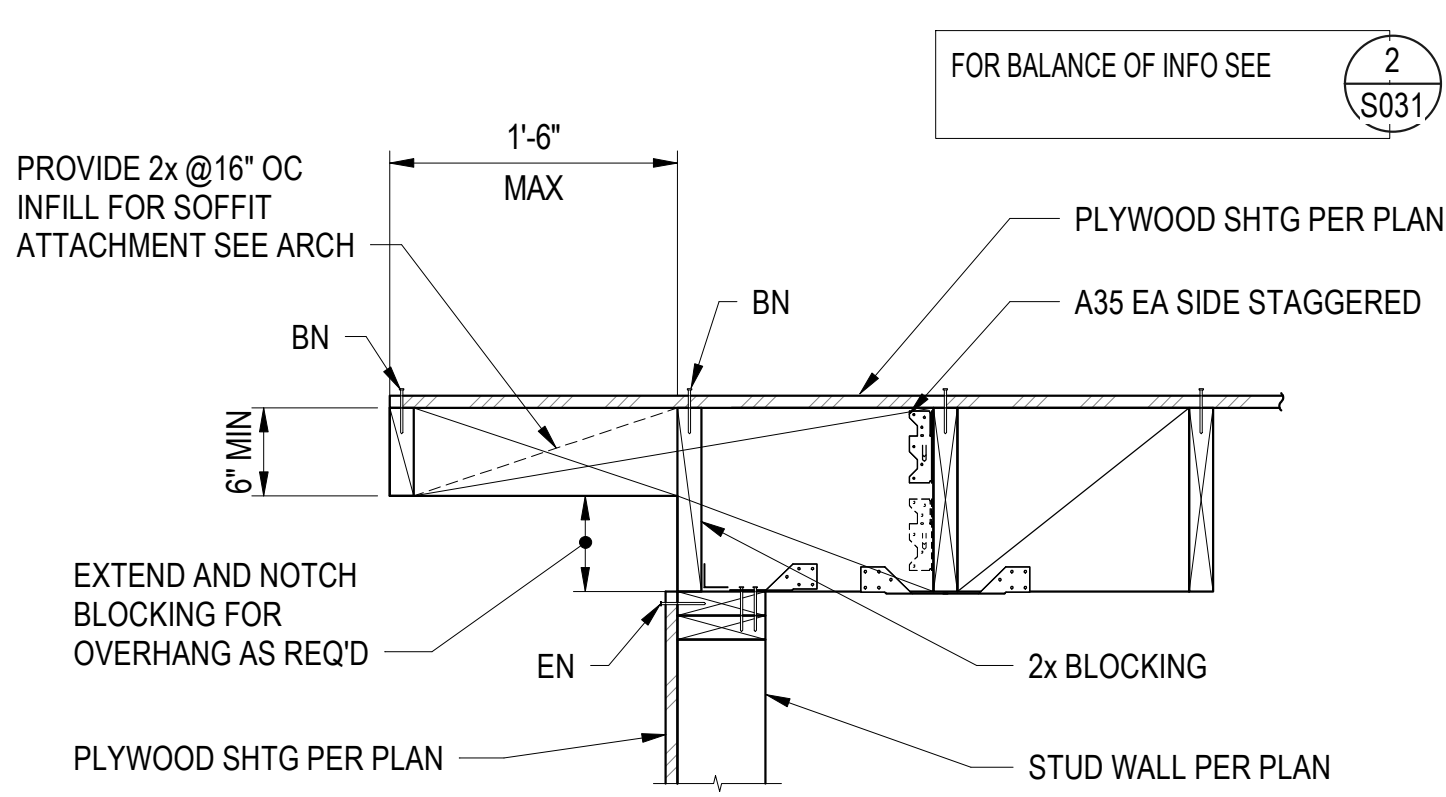 FOR BALANCE OF INFO SEE
2
S031
1'-6"
MAX
PROVIDE 2x @16" OC
INFILL FOR SOFFIT
ATTACHMENT SEE ARCH
PLYWOOD SHTG PER PLAN
A35 EA SIDE STAGGERED
BN
BN
6" MIN
EXTEND AND NOTCH
BLOCKING FOR
OVERHANG AS REQ'D
EN
2x BLOCKING
PLYWOOD SHTG PER PLAN
STUD WALL PER PLAN